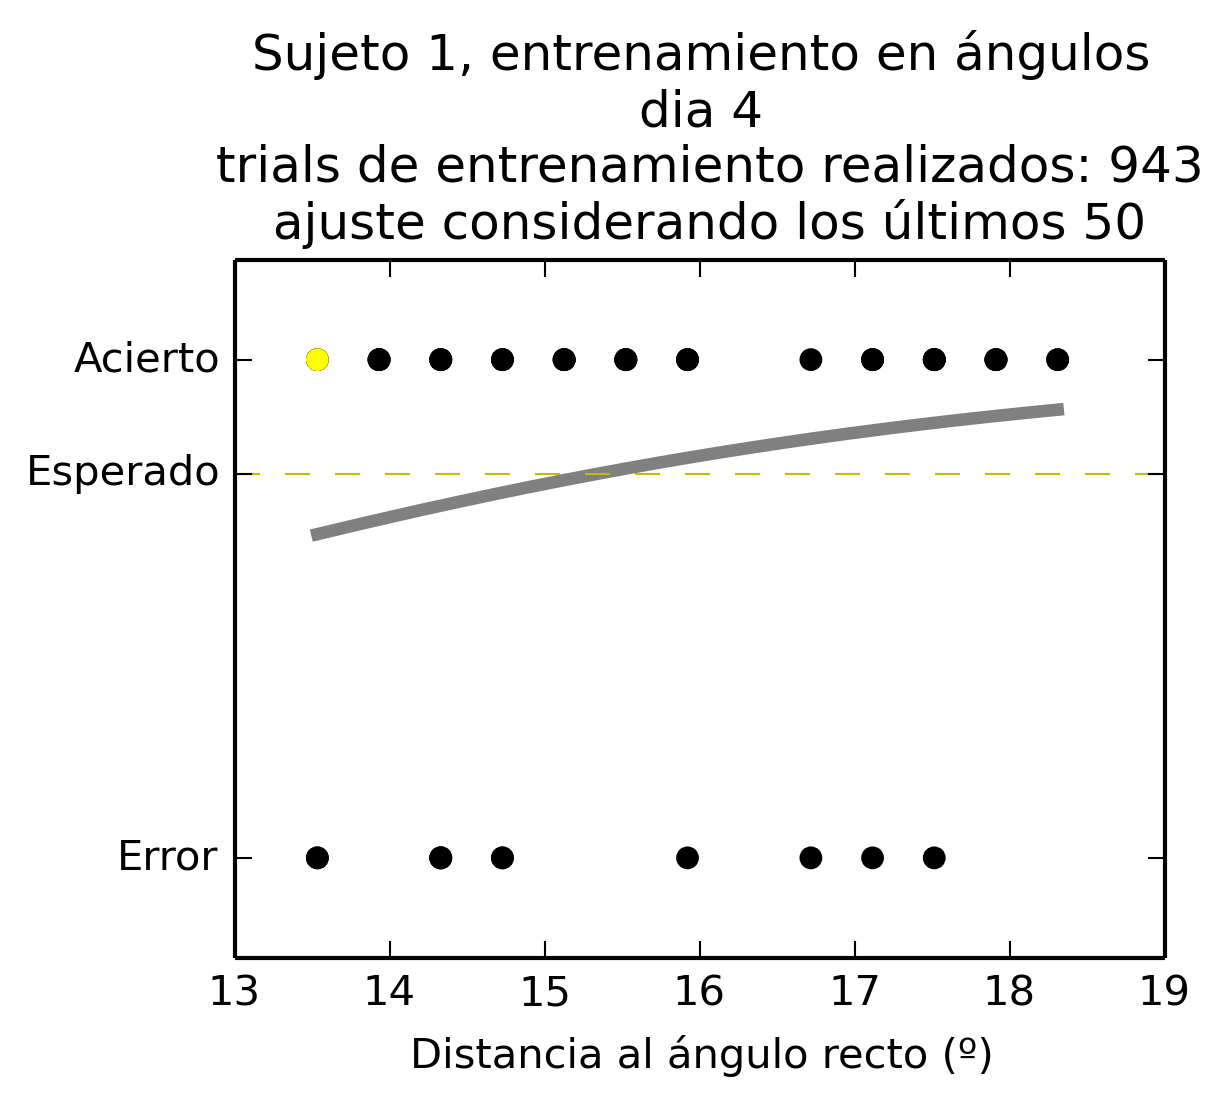 Sujeto 1, entrenamiento en ángulos
dia 4
trials de entrenamiento realizados: 943
ajuste considerando los últimos 50
Acierto
Esperado
Error
13 14 15 16 17 18 19
Distancia al ángulo recto (º)